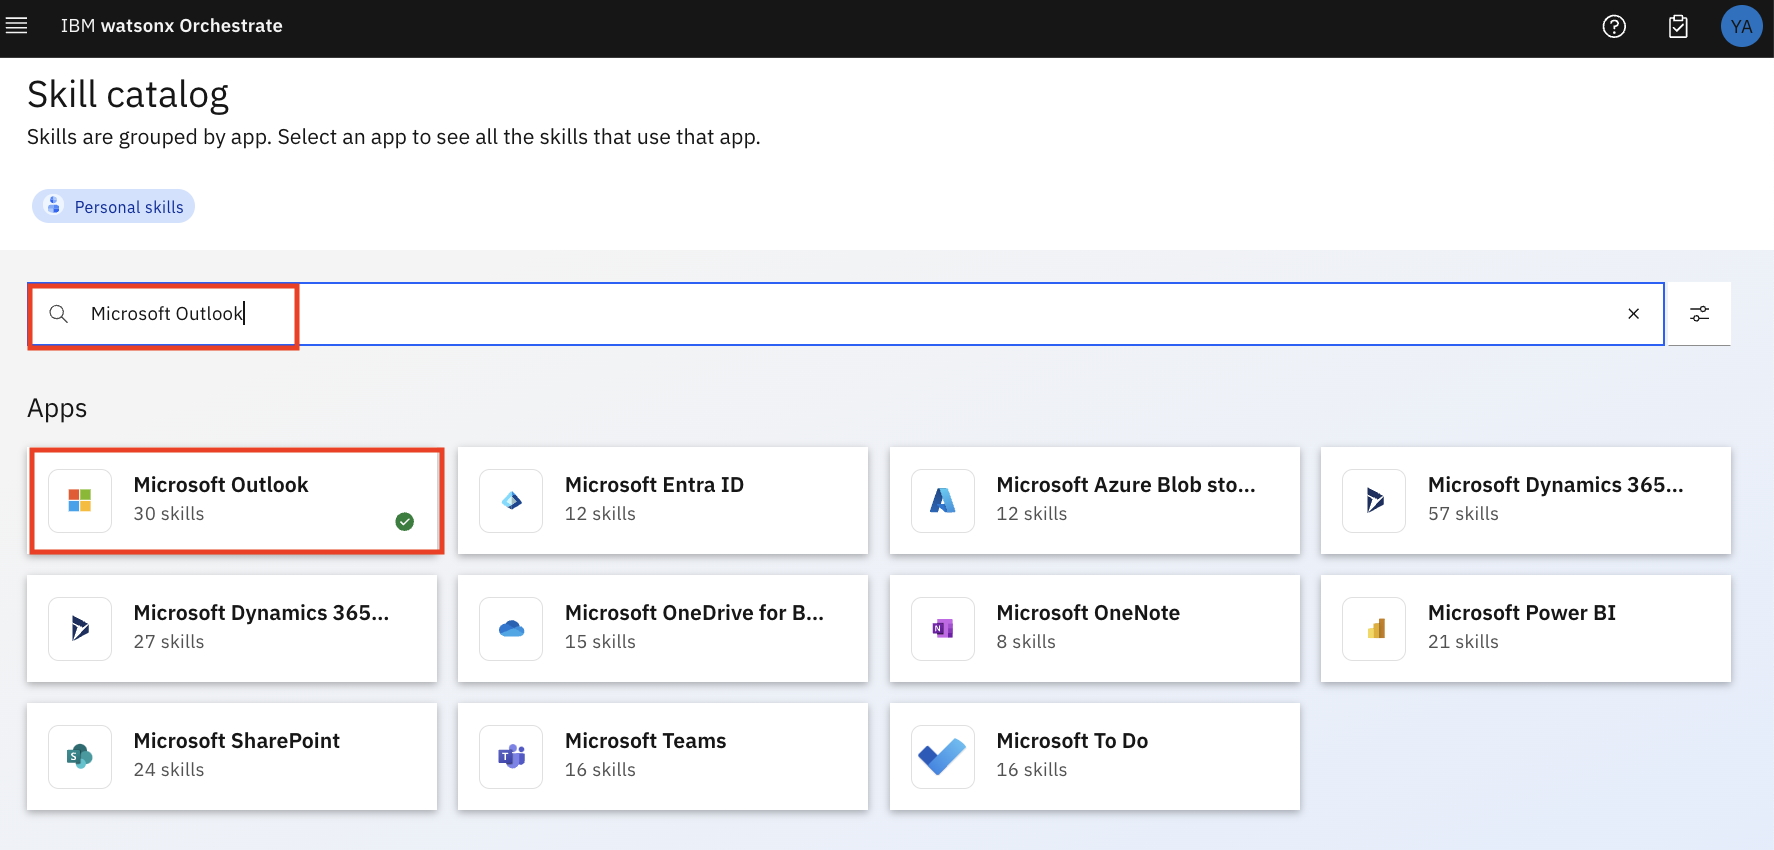 IBM watsonx Orchestrate
YA
Skill catalog
Skills are grouped by app. Select an app to see all the skills that use that app.
Personal skills
Microsoft Outlook
Apps
Microsoft Outlook
30 skills
Microsoft Entra ID
12 skills
Microsoft Azure Blob sto...
12 skills
Microsoft Dynamics 365...
57 skills
Microsoft Dynamics 365...
27 skills
Microsoft OneDrive for B...
15 skills
Microsoft OneNote
8 skills
Microsoft Power BI
21 skills
Microsoft SharePoint
24 skills
Microsoft Teams
16 skills
Microsoft To Do
16 skills